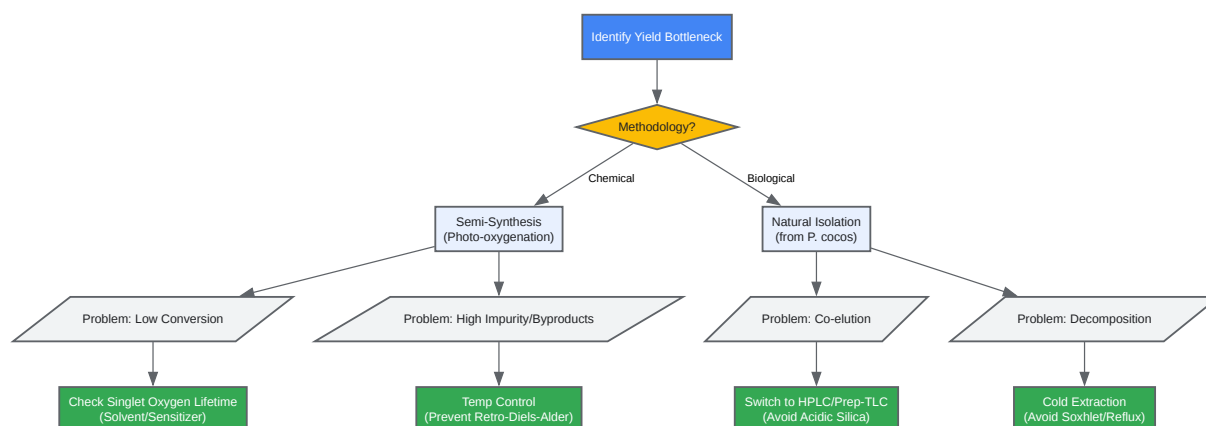 Identify Yield Bottleneck
Methodology?
Chemical
Biological
Semi-Synthesis
(Photo-oxygenation)
Natural Isolation
(from P. cocos)
Problem: Low Conversion
Problem: High Impurity/Byproducts
Problem: Co-elution
Problem: Decomposition
Check Singlet Oxygen Lifetime
(Solvent/Sensitizer)
Temp Control
(Prevent Retro-Diels-Alder)
Switch to HPLC/Prep-TLC
(Avoid Acidic Silica)
Cold Extraction
(Avoid Soxhlet/Reflux)